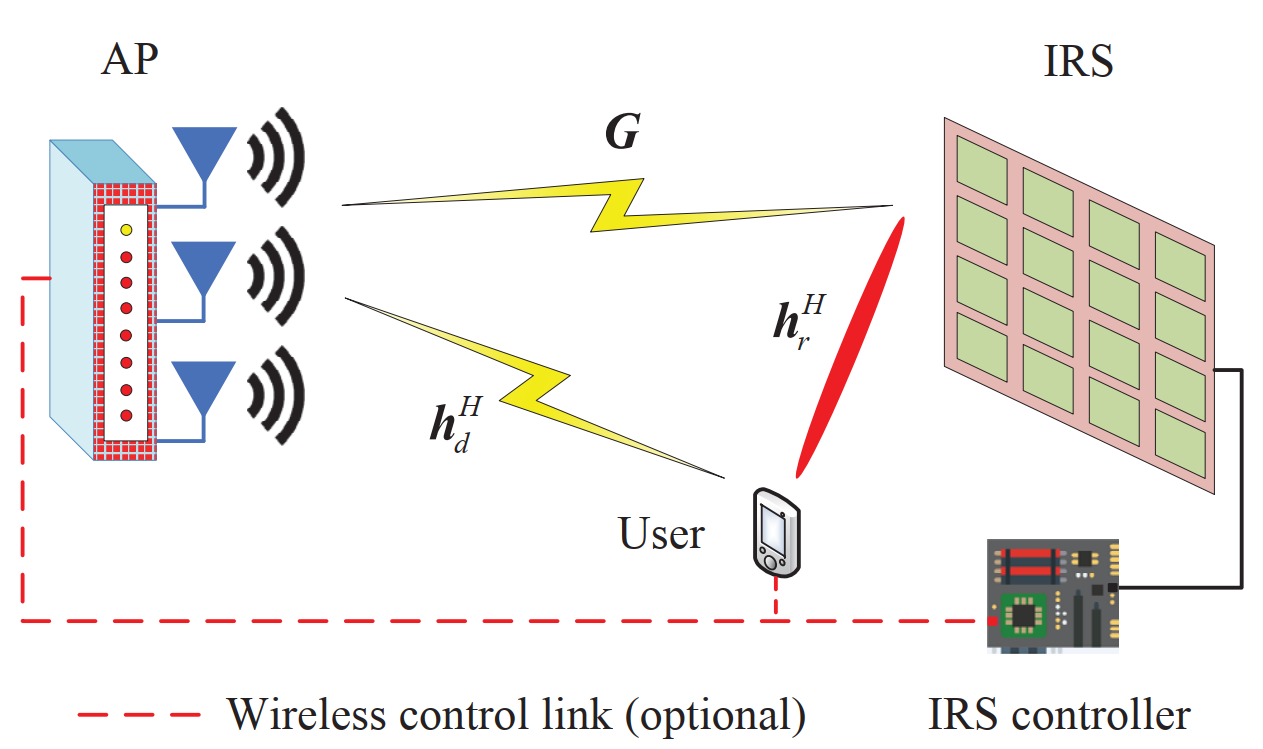 AP
IRS
G
h_r^H
h_d^H
User
Wireless control link (optional)
IRS controller